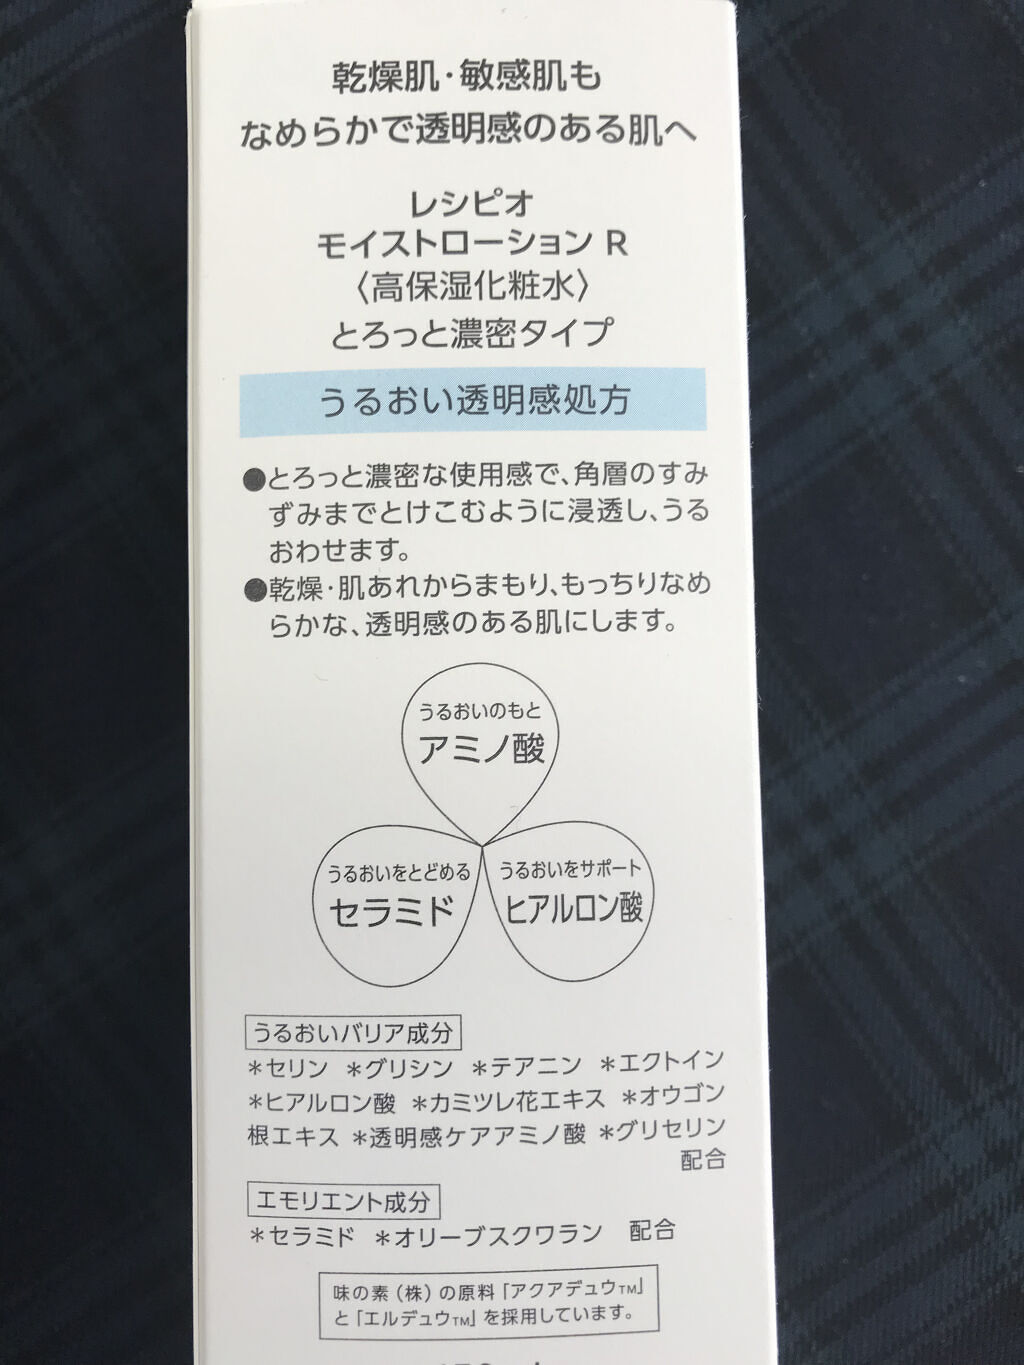 乾燥肌・敏感肌も
なめらかで透明感のある肌へ
レシピオ
モイストローション R
〈高保湿化粧水〉
とろっと濃密タイプ
うるおい透明感処方
●とろっと濃密な使用感で、角層のすみ
ずみまでとけこむように浸透し、うる
おわせます。
●乾燥・肌あれからまもり、もっちりなめ
らかな、透明感のある肌にします。
うるおいのもと
アミノ酸
うるおいをとどめる
セラミド
うるおいをサポート
ヒアルロン酸
うるおいバリア成分
＊セリン ＊グリシン ＊テアニン ＊エクトイン
＊ヒアルロン酸 ＊カミツレ花エキス ＊オウゴン
根エキス ＊透明感ケアアミノ酸 ＊グリセリン
配合
エモリエント成分
＊セラミド ＊オリーブスクワラン 配合
味の素（株）の原料「アクアデュウTM」
と「エルデュウTM」を採用しています。